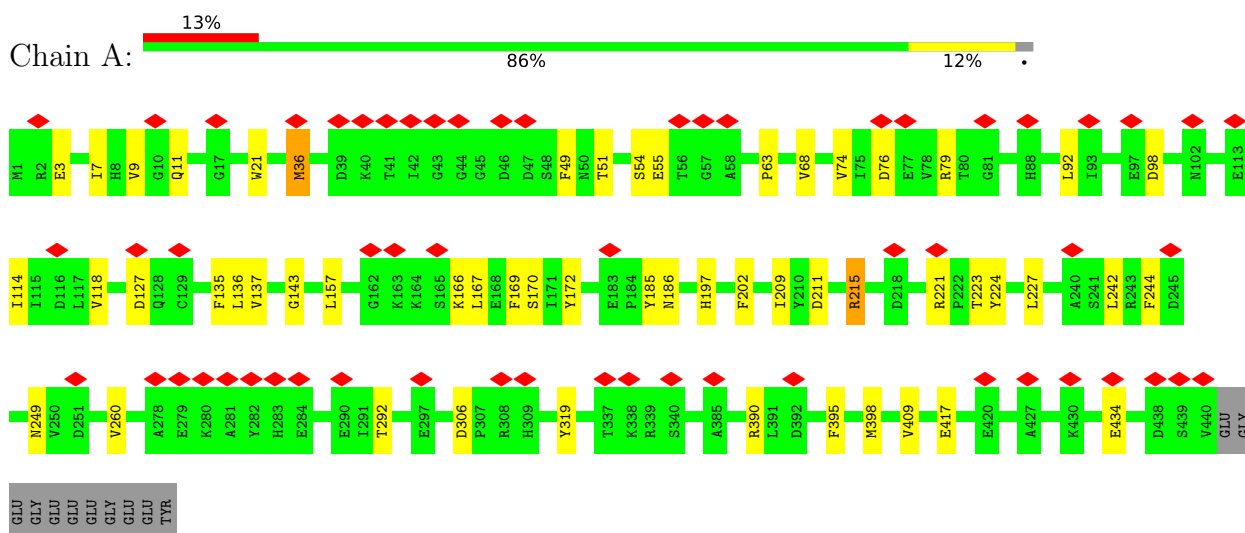 13%
Chain A:
86% 12% •
M1 R2 E3 I7 H8 V9 G10 Q11 G17 W21 M36 D39 K40 T41 I42 G43 G44 G45 D46 D47 S48 F49 N50 T51 S54 E55 T56 G57 A58 P63 V68 V74 I75 D76 E77 V78 R79 T80 G81 H88 L92 I93 E97 D98 N102 E113
I114 I115 D116 L117 V118 D127 Q128 C129 F135 L136 V137 G143 L157 G162 K163 K164 S165 K166 L167 E168 F169 S170 I171 Y172 E183 P184 Y185 N186 H197 F202 I209 Y210 D211 R215 D218 R221 P222 T223 Y224 L227 A240 S241 L242 R243 F244 D245
N249 V250 D251 V260 A278 E279 K280 A281 Y282 H283 E284 E290 I291 T292 E297 D306 P307 R308 H309 Y319 T337 K338 R339 S340 A385 R390 L391 D392 F395 M398 V409 E417 E420 A427 K430 E434 D438 S439 V440 GLU GLY
GLU GLY GLU GLU GLU GLY GLU GLU TYR